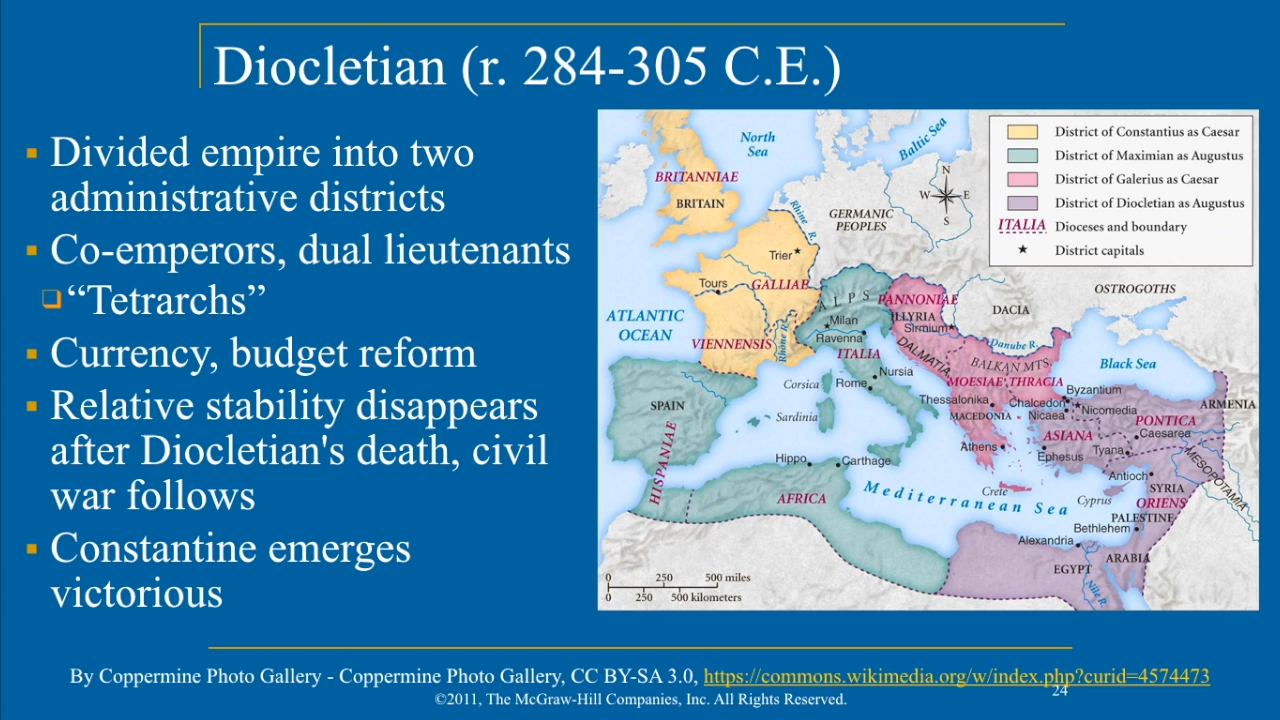 Diocletian (r. 284-305 C.E.)
▪ Divided empire into two
administrative districts
▪ Co-emperors, dual lieutenants
❑ “Tetrarchs”
▪ Currency, budget reform
▪ Relative stability disappears
after Diocletian's death, civil
war follows
▪ Constantine emerges
victorious
District of Constantius as Caesar
District of Maximian as Augustus
District of Galerius as Caesar
District of Diocletian as Augustus
ITALIA Dioceses and boundary
★ District capitals
North
Sea
Baltic Sea
N
W E
S
BRITANNIAE
BRITAIN
GERMANIC
PEOPLES
Rhine R.
Trier
Tours
GALLIAE
ALPS
PANNONIAE
OSTROGOTHS
DACIA
ATLANTIC
OCEAN
ILLYRIA
Milan
Sirmium
Ravenna
VIENNENSIS
Rhône R.
ITALIA
DALMATIA
Danube R.
BALKAN MTS.
Black Sea
Nursia
Corsica
Rome
MOESIAE
THRACIA
Byzantium
SPAIN
Sardinia
Thessalonika
Chalcedon
Nicomedia
ARMENIA
MACEDONIA
Nicaea
PONTICA
HISPANIAE
Athens
ASIANA
Caesarea
Ephesus
Tyana
MESOPOTAMIA
Hippo
Carthage
Antioch
AFRICA
Crete
Cyprus
SYRIA
Mediterranean Sea
ORIENS
PALESTINE
Bethlehem
Alexandria
ARABIA
EGYPT
Nile R.
0 250 500 miles
0 250 500 kilometers
By Coppermine Photo Gallery - Coppermine Photo Gallery, CC BY-SA 3.0, https://commons.wikimedia.org/w/index.php?curid=4574473
©2011, The McGraw-Hill Companies, Inc. All Rights Reserved.
24